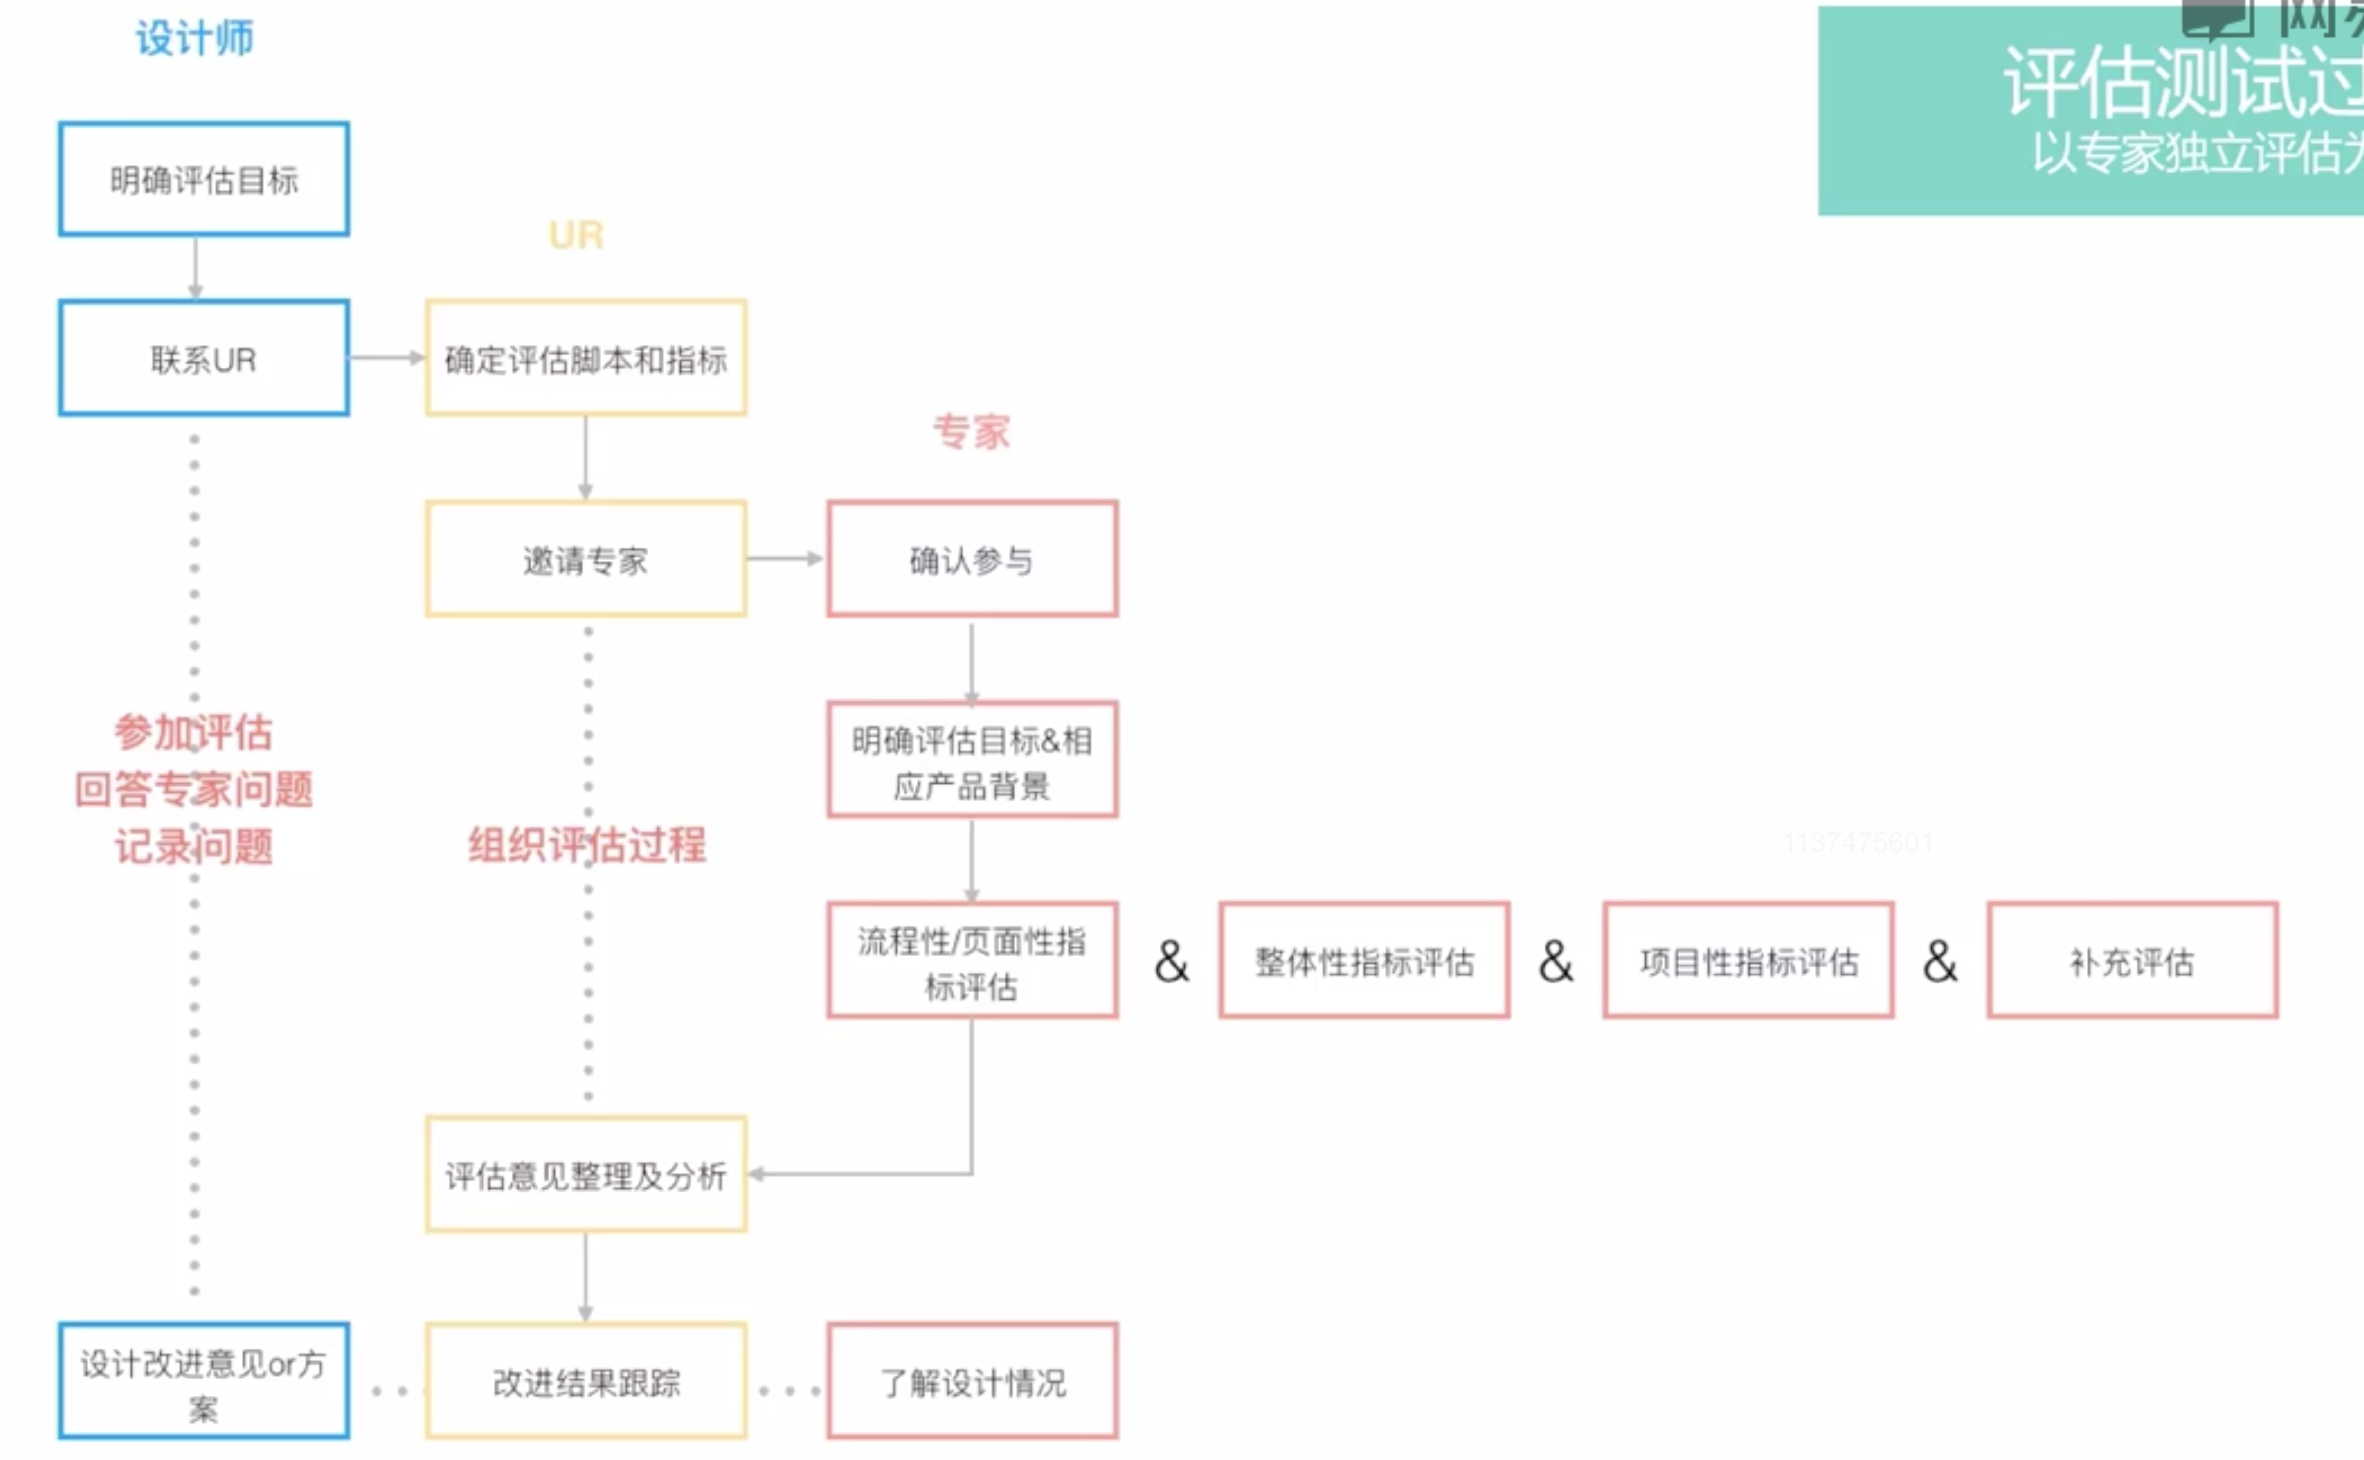 设计师
评估测试过
以专家独立评估
明确评估目标
UR
联系UR
确定评估脚本和指标
专家
邀请专家
确认参与
参加评估
回答专家问题
记录问题
组织评估过程
明确评估目标&相
应产品背景
1137475601
流程性/页面性指
标评估
&
整体性指标评估
&
项目性指标评估
&
补充评估
评估意见整理及分析
设计改进意见or方
案
改进结果跟踪
了解设计情况